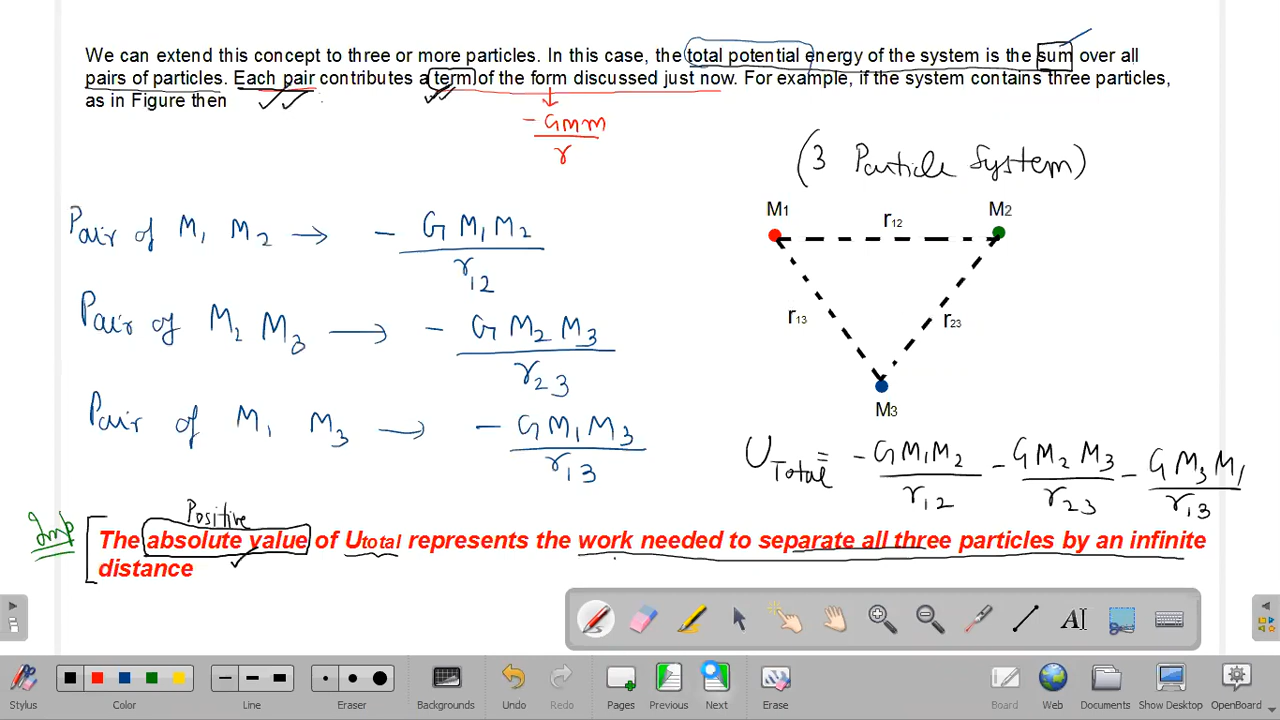 We can extend this concept to three or more particles. In this case, the total potential energy of the system is the sum over all
pairs of particles. Each pair contributes a term of the form discussed just now. For example, if the system contains three particles,
as in Figure then
- GMm
r
(3 Particle System)
M1
M2
r12
r13
r23
M3
Pair of M1 M2 → - GM1M2
r12
Pair of M2 M3 → - GM2M3
r23
Pair of M1 M3 → - GM1M3
r13
UTotal = - GM1M2 - GM2M3 - GM3M1
r12 r23 r13
Positive
Imp
The absolute value of Utotal represents the work needed to separate all three particles by an infinite
distance
AI
Stylus
Color
Line
Eraser
Backgrounds
Undo
Redo
Pages
Previous
Next
Erase
Board
Web
Documents
Show Desktop
OpenBoard